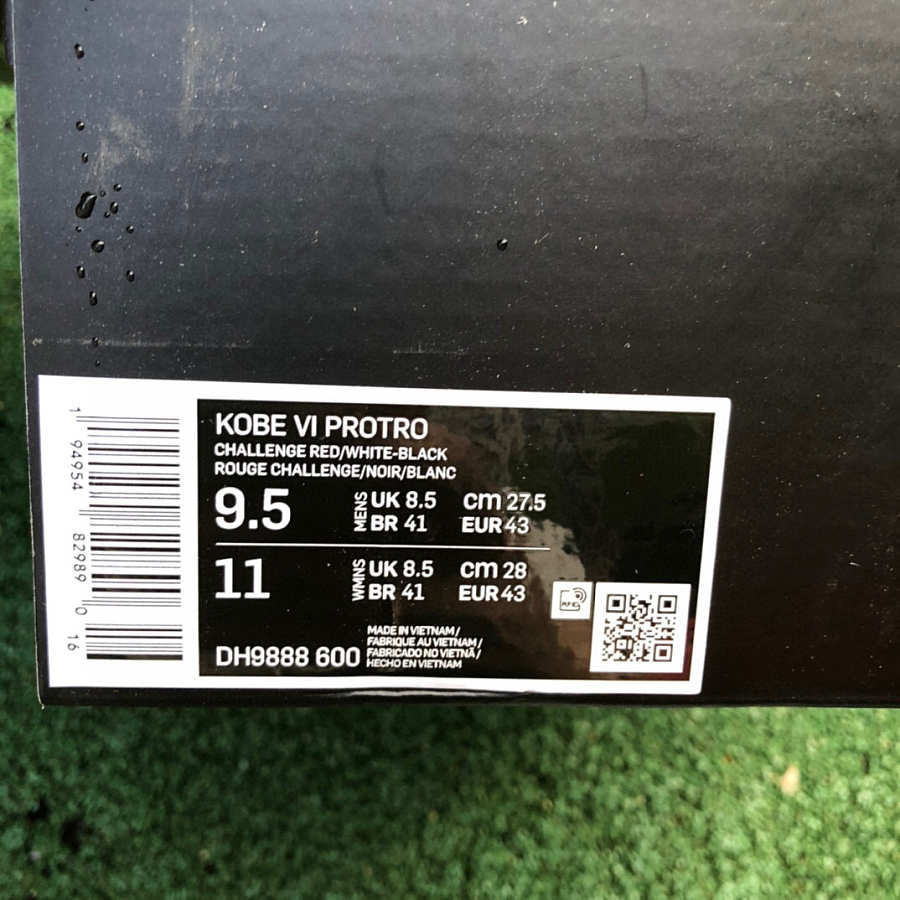 KOBE VI PROTRO
CHALLENGE RED/WHITE-BLACK
ROUGE CHALLENGE/NOIR/BLANC
9.5 MENS UK 8.5 cm 27.5
BR 41 EUR 43
11 WMNS UK 8.5 cm 28
BR 41 EUR 43
DH9888 600
MADE IN VIETNAM /
FABRIQUE AU VIETNAM /
FABRICADO NO VIETNÃ /
HECHO EN VIETNAM
RFID
1 94954 82989 0 16